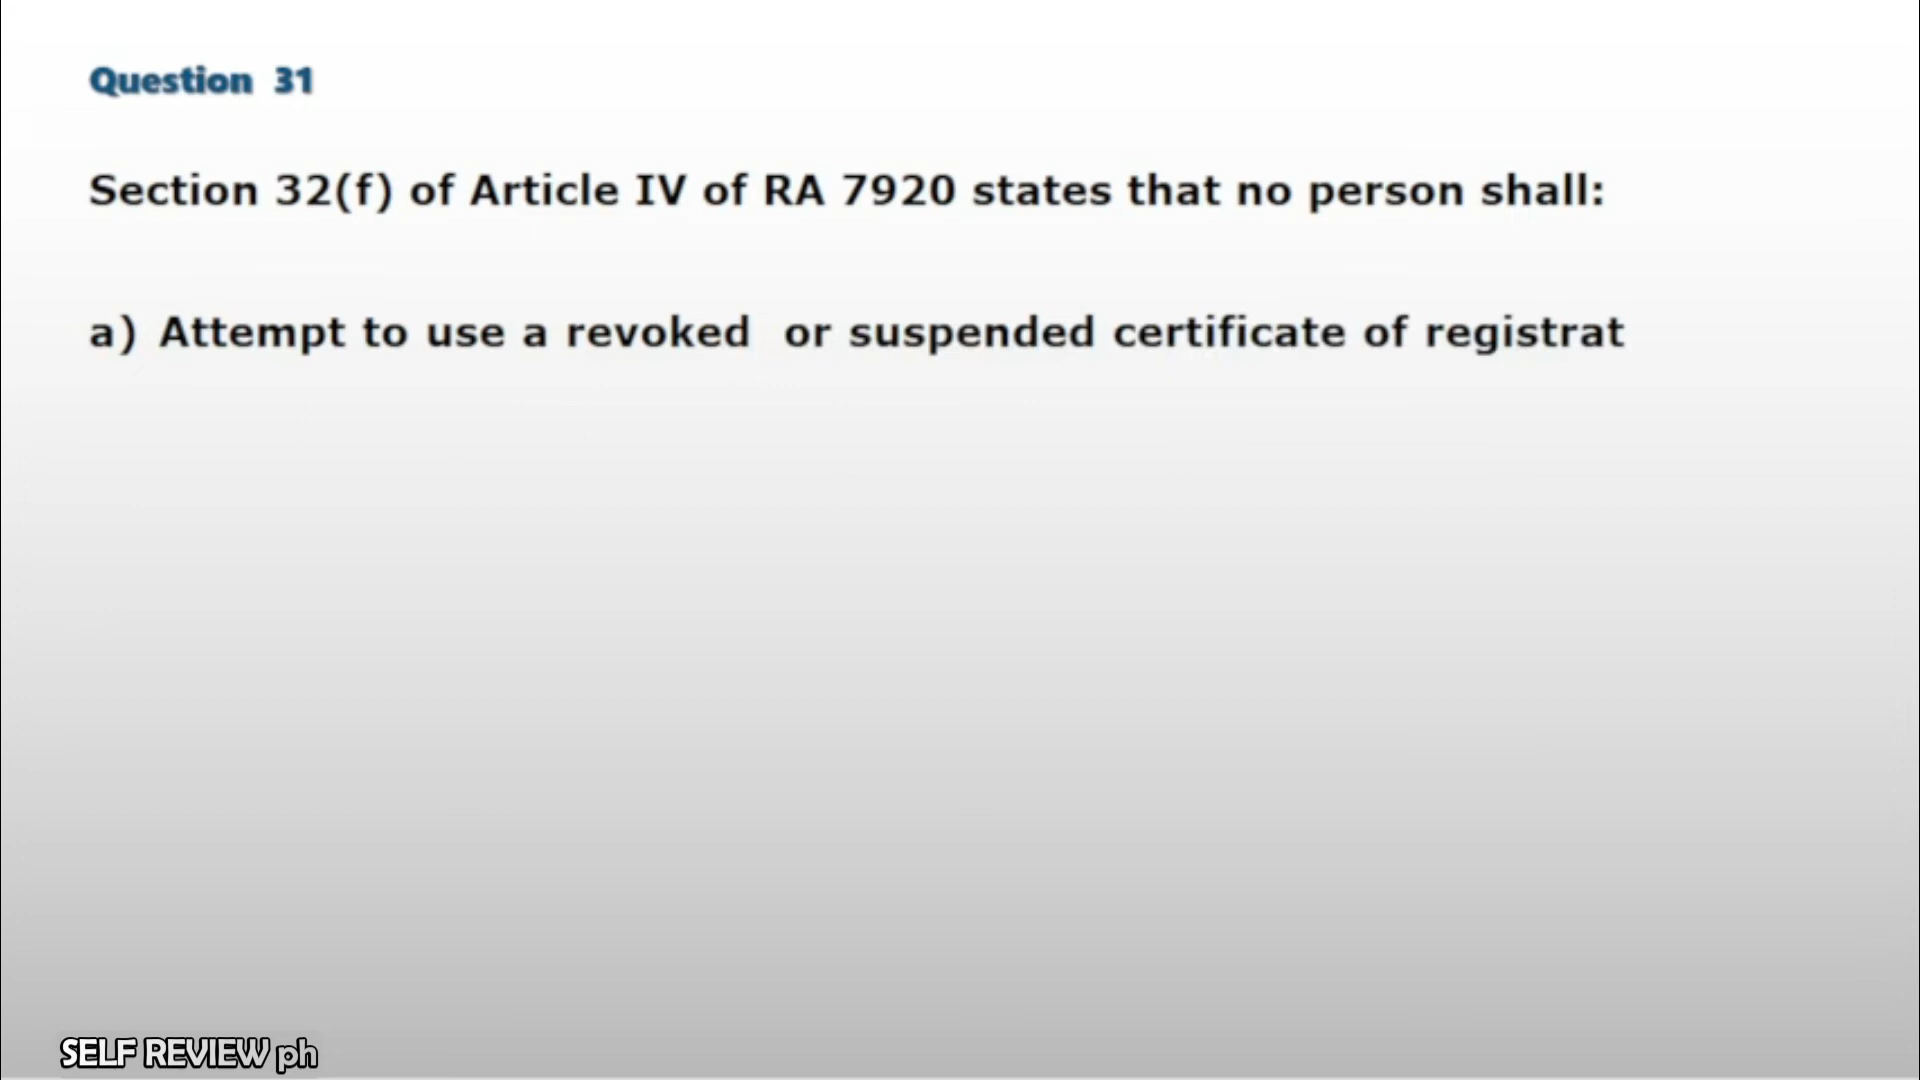 Question 31
Section 32(f) of Article IV of RA 7920 states that no person shall:
a) Attempt to use a revoked or suspended certificate of registrat
SELF REVIEW ph